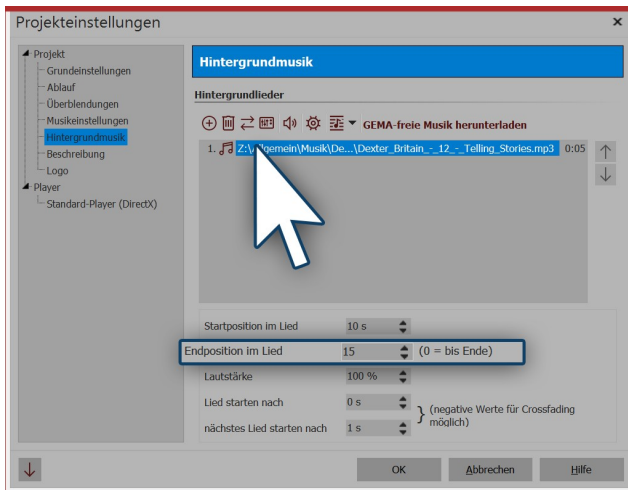 Projekteinstellungen
Projekt
Grundeinstellungen
Ablauf
Überblendungen
Musikeinstellungen
Hintergrundmusik
Beschreibung
Logo
Player
Standard-Player (DirectX)
Hintergrundmusik
Hintergrundlieder
GEMA-freie Musik herunterladen
1. Z:\Allgemein\Musik\De...\Dexter_Britain_-_12_-_Telling_Stories.mp3 0:05
Startposition im Lied 10 s
Endposition im Lied 15 (0 = bis Ende)
Lautstärke 100 %
Lied starten nach 0 s
nächstes Lied starten nach 1 s
} (negative Werte für Crossfading
möglich)
OK Abbrechen Hilfe